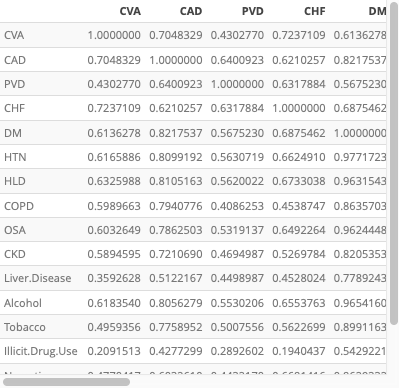 CVA CAD PVD CHF DM
CVA 1.0000000 0.7048329 0.4302770 0.7237109 0.6136278
CAD 0.7048329 1.0000000 0.6400923 0.6210257 0.8217537
PVD 0.4302770 0.6400923 1.0000000 0.6317884 0.5675230
CHF 0.7237109 0.6210257 0.6317884 1.0000000 0.6875462
DM 0.6136278 0.8217537 0.5675230 0.6875462 1.0000000
HTN 0.6165886 0.8099192 0.5630719 0.6624910 0.9771723
HLD 0.6325988 0.8105163 0.5620022 0.6733038 0.9631543
COPD 0.5989663 0.7940776 0.4086253 0.4538747 0.8635703
OSA 0.6032649 0.7862503 0.5319137 0.6492264 0.9624448
CKD 0.5894595 0.7210690 0.4694987 0.5269784 0.8205353
Liver.Disease 0.3592628 0.5122167 0.4498987 0.4528024 0.7789243
Alcohol 0.6183540 0.8056279 0.5530206 0.6553763 0.9654160
Tobacco 0.4959356 0.7758952 0.5007556 0.5622699 0.8991163
Illicit.Drug.Use 0.2091513 0.4277299 0.2892602 0.1940437 0.5429221